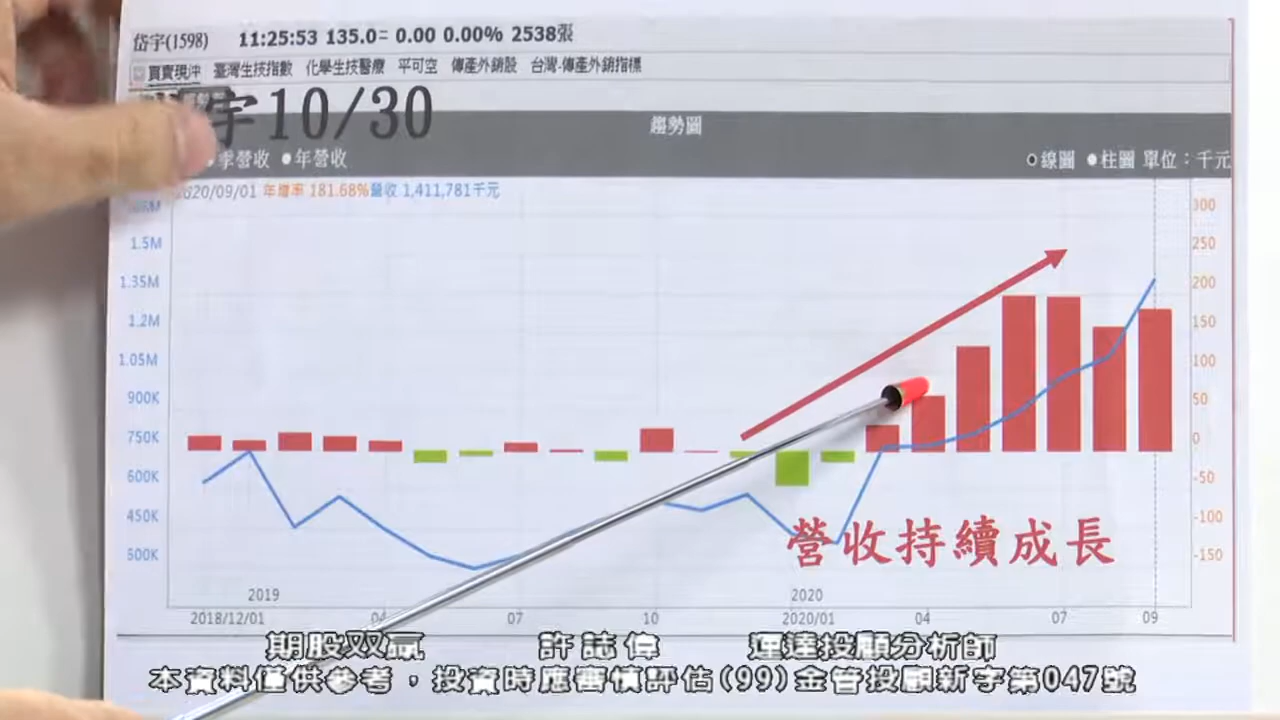 岱宇(1598) 11:25:53 135.0= 0.00 0.00% 2538張
買賣現沖 臺灣生技指數 化學生技醫療 平可空 傳產外銷股 台灣-傳產外銷指標
宇10/30
趨勢圖
季營收 ●年營收 ○線圖 ●柱圖 單位：千元
2020/09/01 年增率 181.68%營收 1,411,781千元
300
1.5M 250
1.35M 200
1.2M 150
1.05M 100
900K 50
750K 0
600K -50
450K -100
營收持續成長
300K -150
2019 2020
2018/12/01 04 07 10 2020/01 04 07 09
期股双贏 許誌偉 運達投顧分析師
本資料僅供參考，投資時應審慎評估(99)金管投顧新字第047號